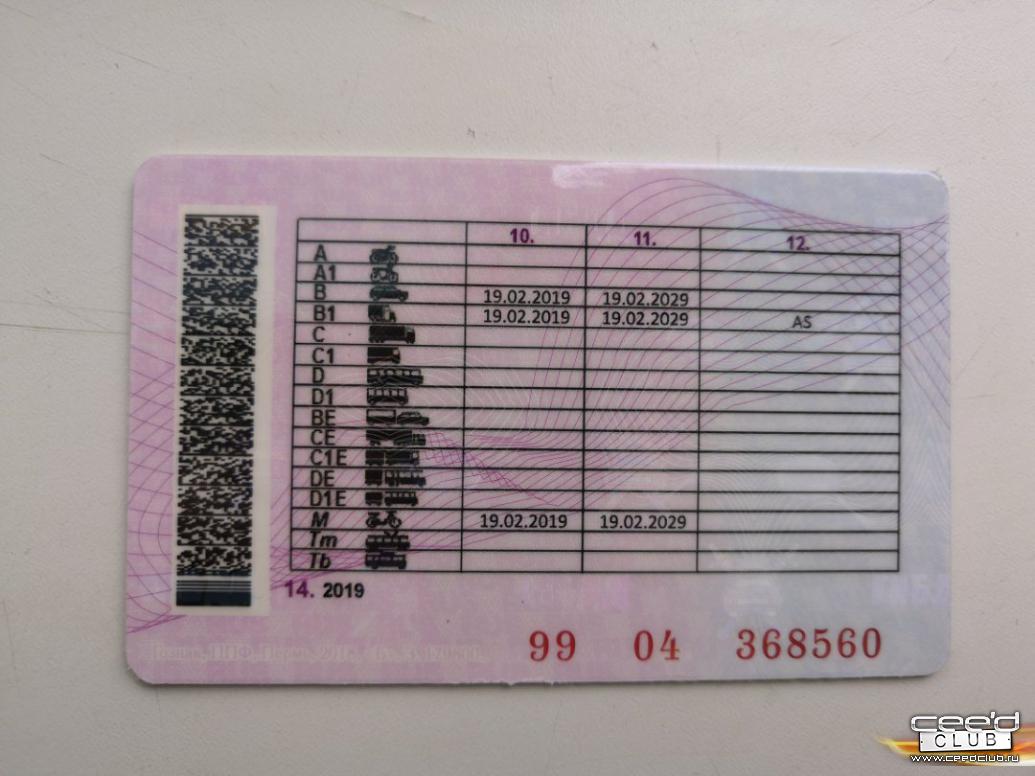 10. 11. 12.
A
A1
B 19.02.2019 19.02.2029
B1 19.02.2019 19.02.2029 AS
C
C1
D
D1
BE
CE
C1E
DE
D1E
M 19.02.2019 19.02.2029
Tm
Tb
14. 2019
99 04 368560
cee'd
CLUB
www.ceedclub.ru